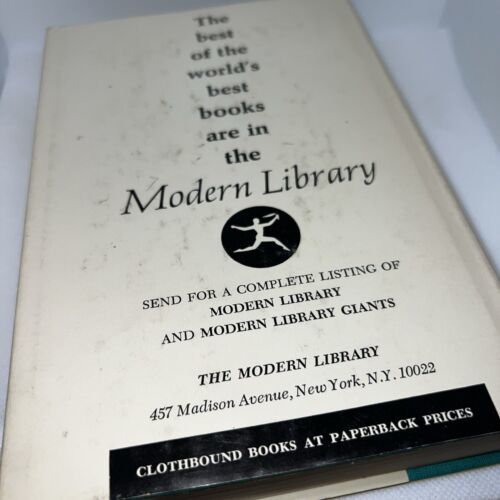 The
best
of the
world's
best
books
are in
the
Modern Library
SEND FOR A COMPLETE LISTING OF
MODERN LIBRARY
AND MODERN LIBRARY GIANTS
THE MODERN LIBRARY
457 Madison Avenue, New York, N.Y. 10022
CLOTHBOUND BOOKS AT PAPERBACK PRICES